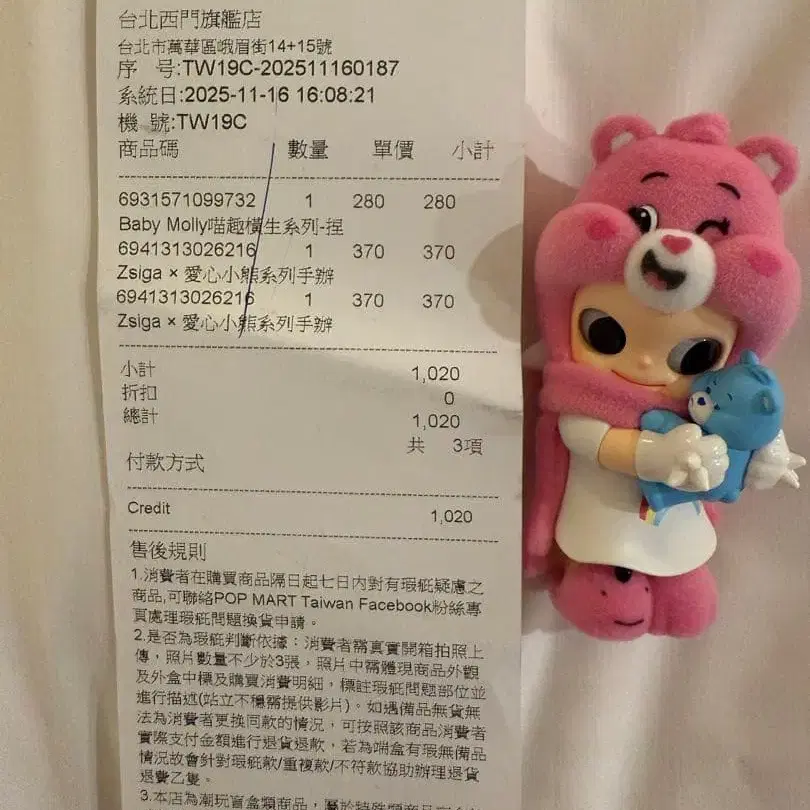 台北西門旗艦店
台北市萬華區峨眉街14+15號
序 号:TW19C-202511160187
系統日:2025-11-16 16:08:21
機 號:TW19C
商品碼 數量 單價 小計
6931571099732 1 280 280
Baby Molly喵趣橫生系列-捏
6941313026216 1 370 370
Zsiga × 愛心小熊系列手辦
6941313026216 1 370 370
Zsiga × 愛心小熊系列手辦
小計 1,020
折扣 0
總計 1,020
共 3項
付款方式
Credit 1,020
售後規則
1.消費者在購買商品隔日起七日内對有瑕疵疑慮之
商品,可聯絡POP MART Taiwan Facebook粉絲專
頁處理瑕疵問題換貨申請。
2.是否為瑕疵判斷依據：消費者需真實開箱拍照上
傳，照片數量不少於3張，照片中需體現商品外觀
及外盒中標及購買消費明細，標註瑕疵問題部位並
進行描述(站立不穩需提供影片)。如遇備品無貨無
法為消費者更換同款的情況，可按照該商品消費者
實際支付金額進行退貨退款，若為端盒有瑕無備品
情況故會針對瑕疵款/重複款/不符款協助辦理退貨
退費乙隻。
3.本店為潮玩盲盒類商品，屬於特殊類商品